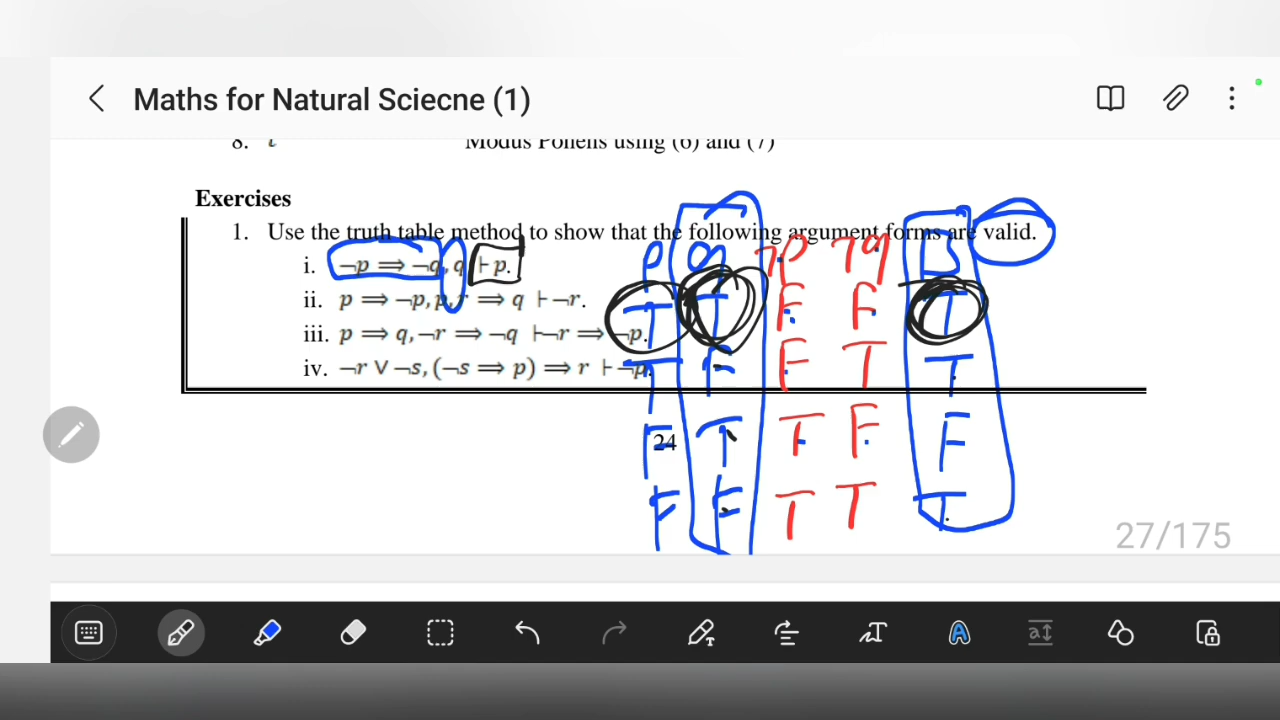 Maths for Natural Sciecne (1)
8. t Modus Ponens using (6) and (7)
Exercises
1. Use the truth table method to show that the following argument forms are valid.
i. ¬p ⟹ ¬q, q ⊢ p.
ii. p ⟹ ¬p, p, r ⟹ q ⊢ ¬r.
iii. p ⟹ q, ¬r ⟹ ¬q ⊢ ¬r ⟹ ¬p.
iv. ¬r ∨ ¬s, (¬s ⟹ p) ⟹ r ⊢ ¬p.
p q ¬p ¬q B
T T F F T
T F F T T
F T T F F
F F T T T
24
27/175